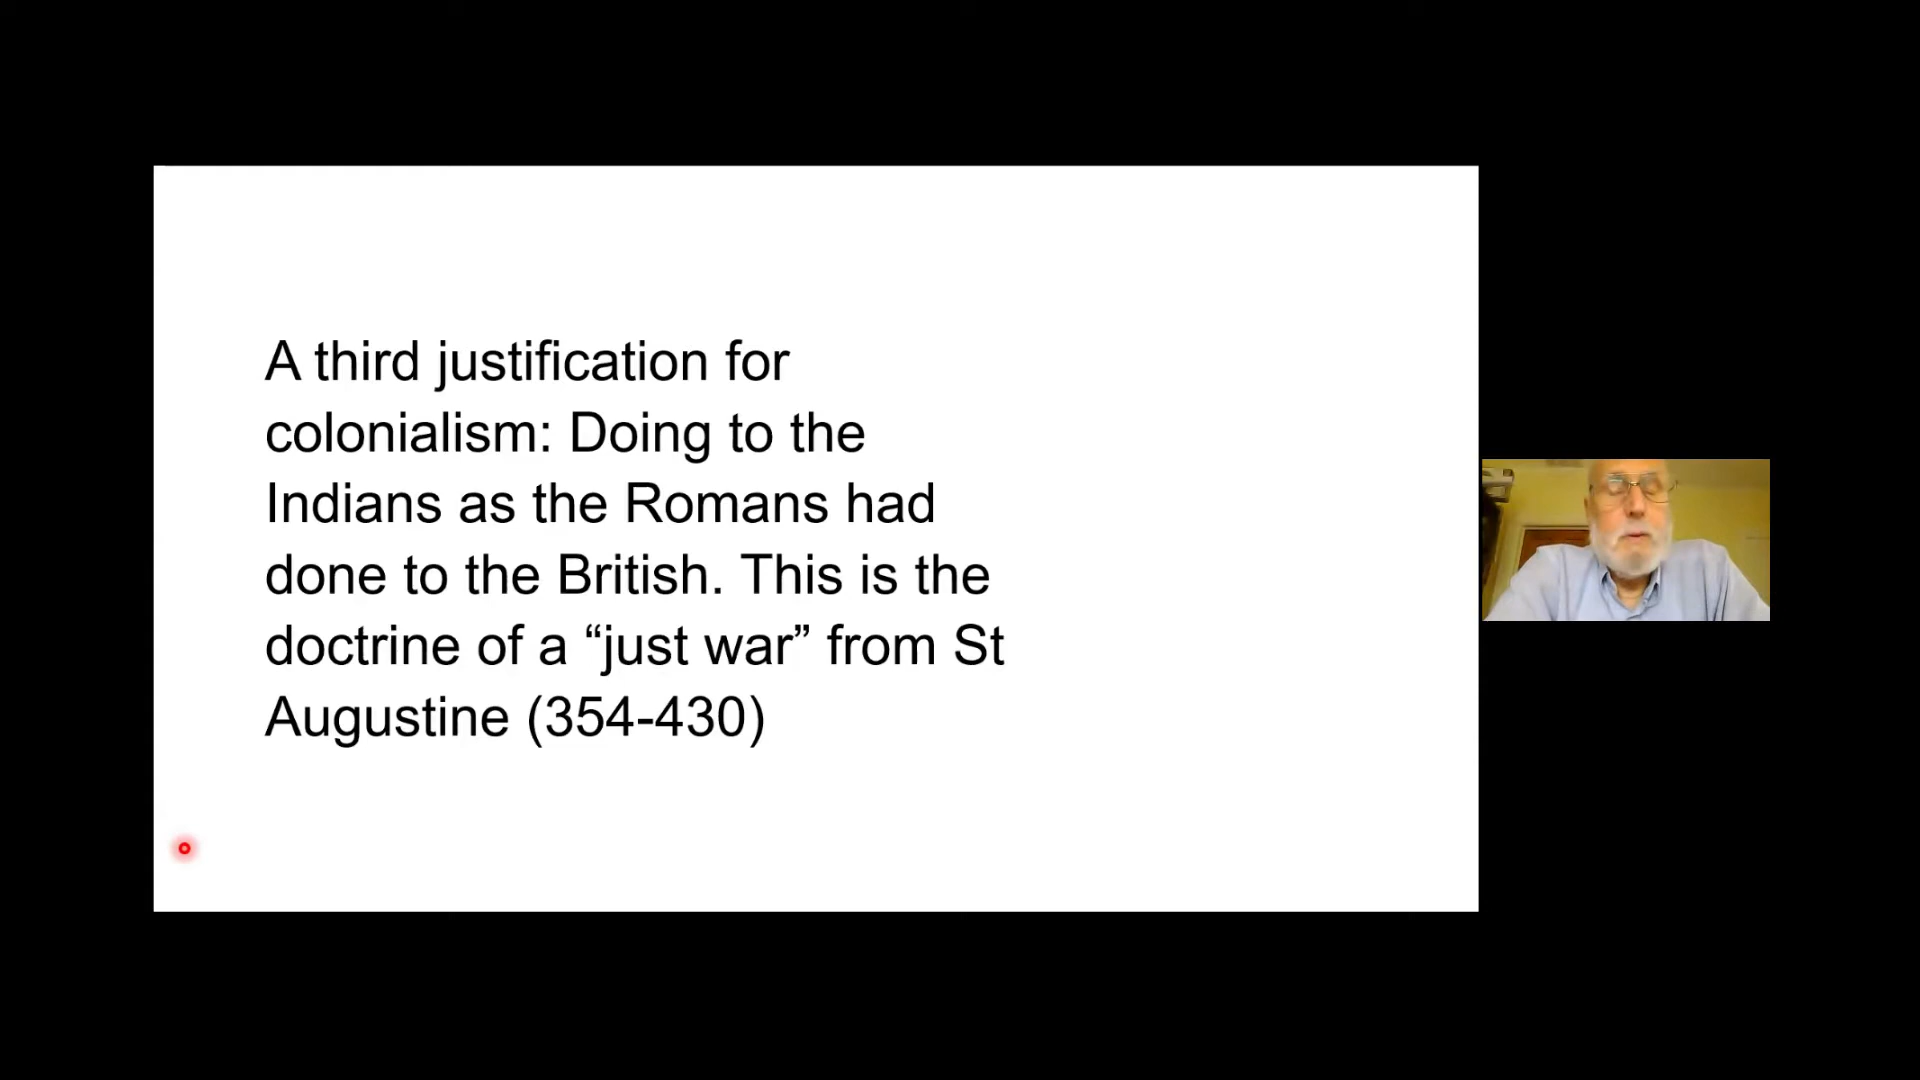 A third justification for
colonialism: Doing to the
Indians as the Romans had
done to the British. This is the
doctrine of a “just war” from St
Augustine (354-430)